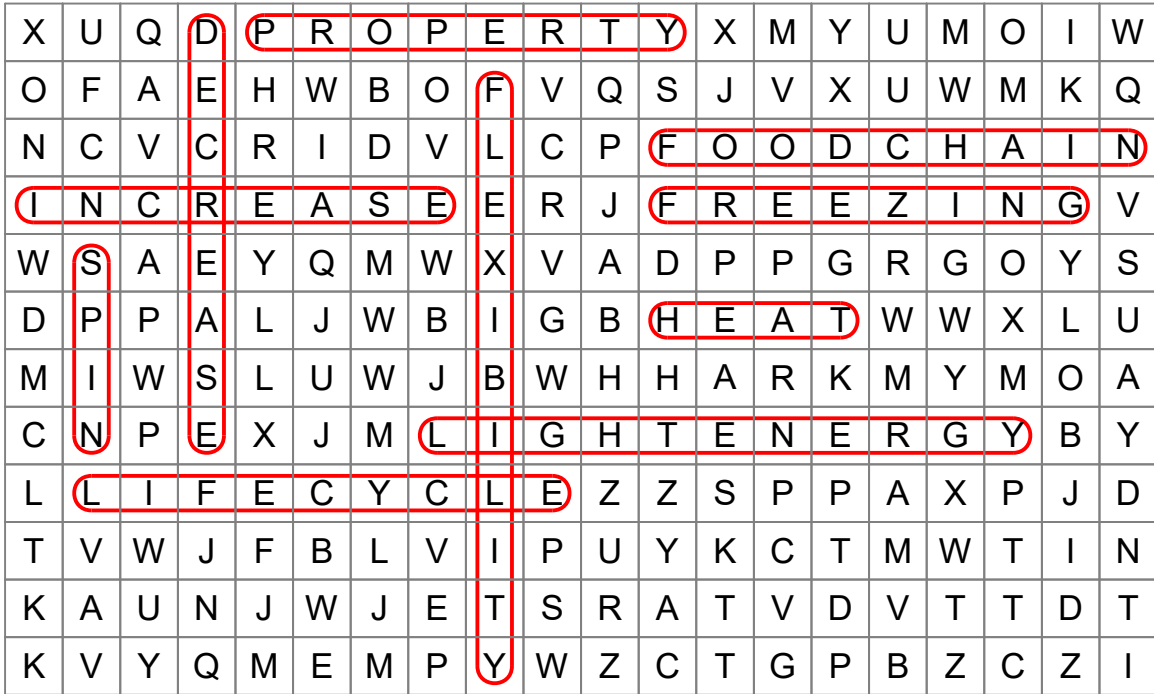 X U Q D P R O P E R T Y X M Y U M O I W
O F A E H W B O F V Q S J V X U W M K Q
N C V C R I D V L C P F O O D C H A I N
I N C R E A S E E R J F R E E Z I N G V
W S A E Y Q M W X V A D P P G R G O Y S
D P P A L J W B I G B H E A T W W X L U
M I W S L U W J B W H H A R K M Y M O A
C N P E X J M L I G H T E N E R G Y B Y
L L I F E C Y C L E Z Z S P P A X P J D
T V W J F B L V I P U Y K C T M W T I N
K A U N J W J E T S R A T V D V T T D T
K V Y Q M E M P Y W Z C T G P B Z C Z I